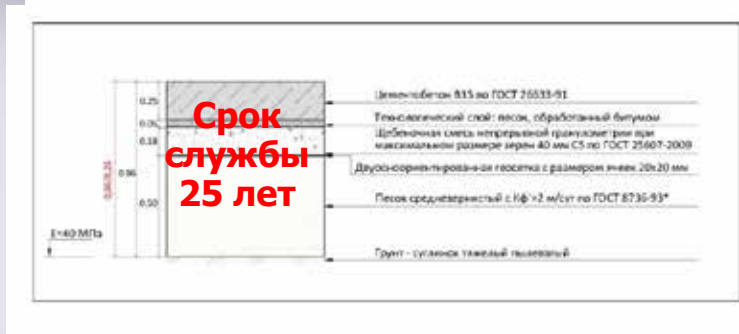 Цементобетон В35 по ГОСТ 26633-91
0.25
Срок
Технологический слой: песок, обработанный битумом
0.05
Щебеночная смесь непрерывной гранулометрии при
максимальном размере зерен 40 мм С5 по ГОСТ 25607-2009
0.18
службы
Двухосноориентированная геосетка с размером ячеек 20х20 мм
0.96
25 лет
Песок среднезернистый с Кф>2 м/сут по ГОСТ 8736-93*
0.50
Е=40 МПа
Грунт - суглинок тяжелый пылеватый